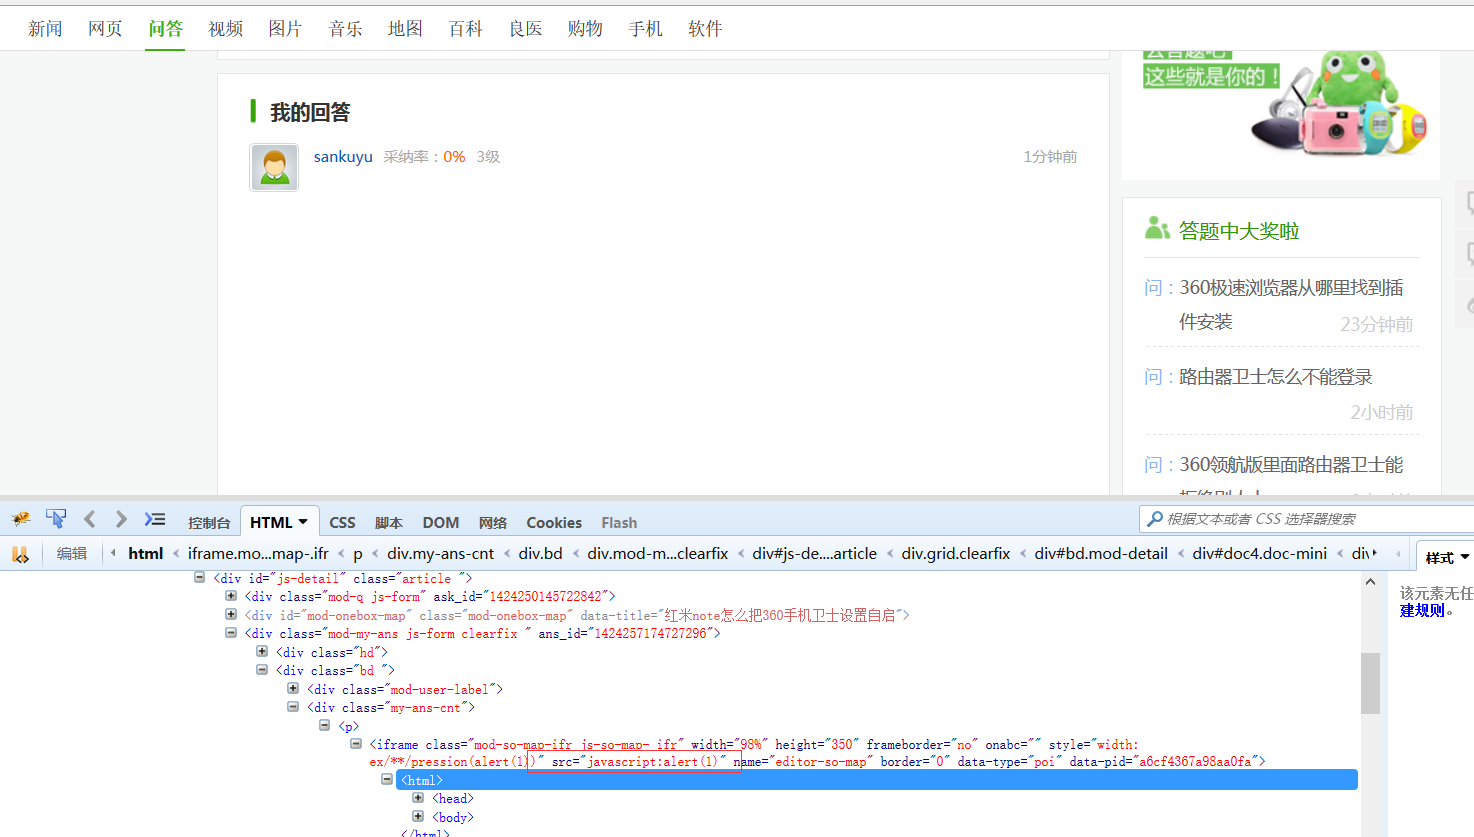 新闻 网页 问答 视频 图片 音乐 地图 百科 良医 购物 手机 软件
这些就是你的！
我的回答
sankuyu 采纳率：0% 3级 1分钟前
答题中大奖啦
问：360极速浏览器从哪里找到插
件安装 23分钟前
问：路由器卫士怎么不能登录
2小时前
问：360领航版里面路由器卫士能
控制台 HTML CSS 脚本 DOM 网络 Cookies Flash 根据文本或者 CSS 选择器搜索
编辑 html < iframe.mo...map-.ifr < p < div.my-ans-cnt < div.bd < div.mod-m...clearfix < div#js-de....article < div.grid.clearfix < div#bd.mod-detail < div#doc4.doc-mini < div 样式
<div id="js-detail" class="article ">
<div class="mod-q js-form" ask_id="1424250145722842">
<div id="mod-onebox-map" class="mod-onebox-map" data-title="红米note怎么把360手机卫士设置自启">
<div class="mod-my-ans js-form clearfix " ans_id="1424257174727296">
<div class="hd">
<div class="bd ">
<div class="mod-user-label">
<div class="my-ans-cnt">
<p>
<iframe class="mod-so-map-ifr js-so-map- ifr" width="98%" height="350" frameborder="no" onabc="" style="width:
ex/**/pression(alert(1))" src="javascript:alert(1)" name="editor-so-map" border="0" data-type="poi" data-pid="a6cf4367a98aa0fa">
<html>
<head>
<body>
</html>
该元素无任
建规则。